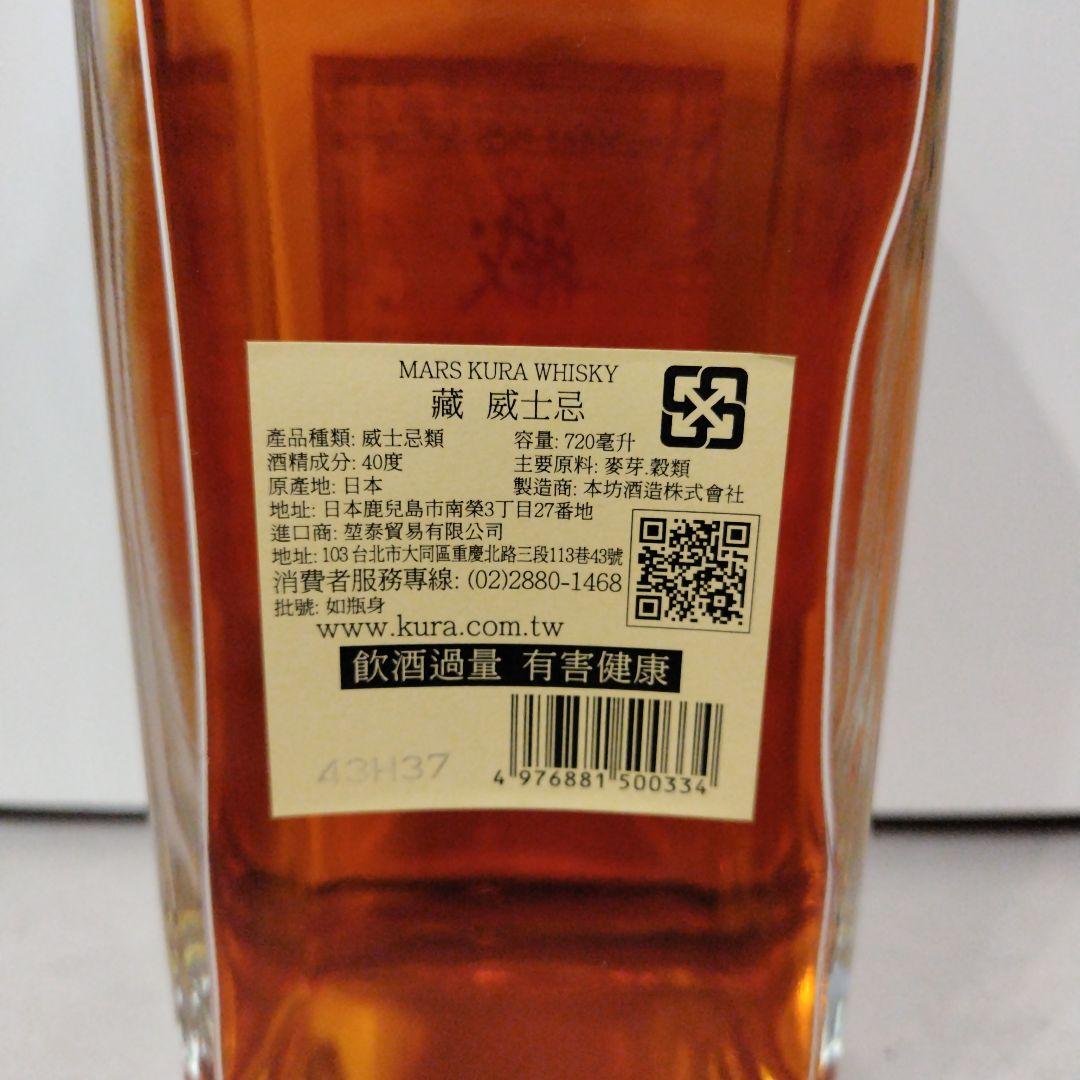 MARS KURA WHISKY
藏 威士忌
產品種類: 威士忌類 容量: 720毫升
酒精成分: 40度 主要原料: 麥芽.穀類
原產地: 日本 製造商: 本坊酒造株式會社
地址: 日本鹿兒島市南榮3丁目27番地
進口商: 堃泰貿易有限公司
地址: 103台北市大同區重慶北路三段113巷43號
消費者服務專線: (02)2880-1468
批號: 如瓶身
www.kura.com.tw
飲酒過量 有害健康
43H37
4 976881 500334